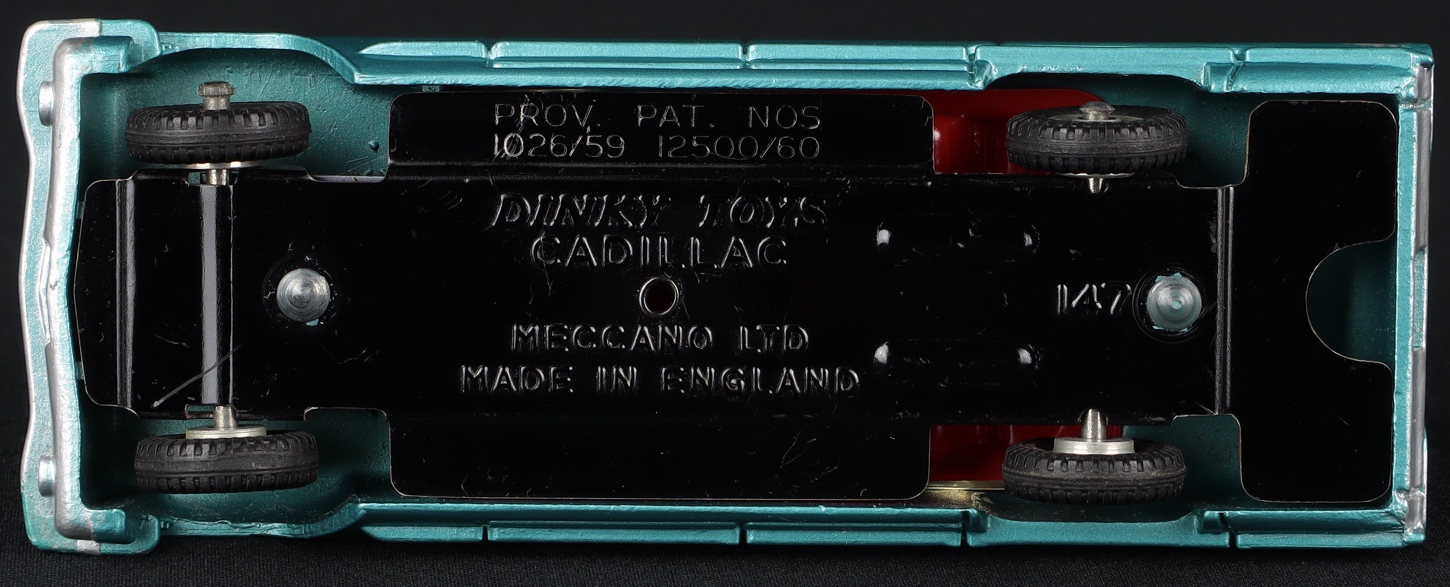 PROV. PAT. NOS
1026/59 12500/60
DINKY TOYS
CADILLAC
147
MECCANO LTD
MADE IN ENGLAND